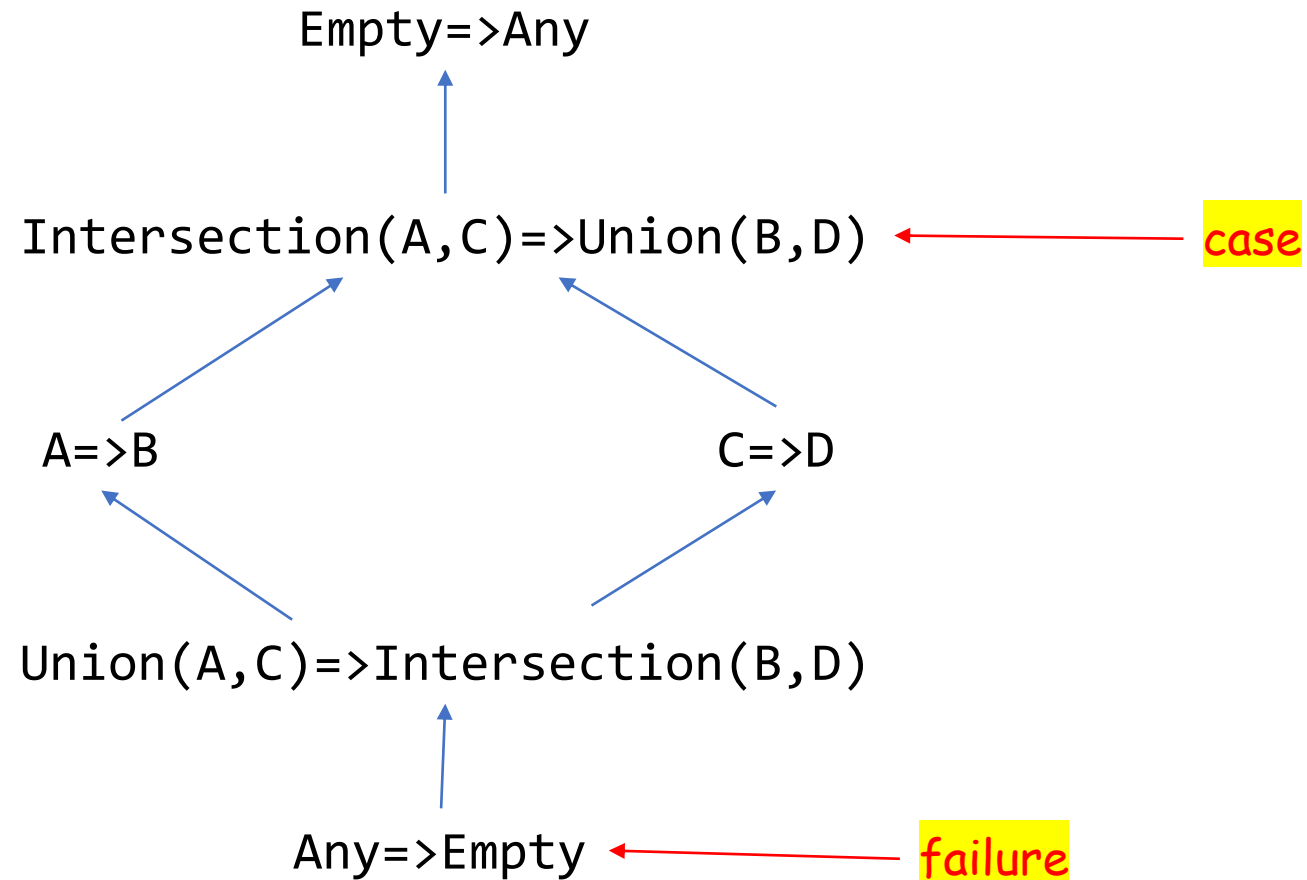 Empty=>Any
Intersection(A,C)=>Union(B,D)
case
A=>B
C=>D
Union(A,C)=>Intersection(B,D)
Any=>Empty
failure